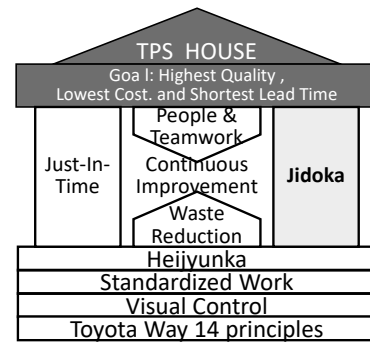 TPS HOUSE
Goa l: Highest Quality ,
Lowest Cost. and Shortest Lead Time
People &
Teamwork
Just-In-
Time
Continuous
Improvement
Jidoka
Waste
Reduction
Heijyunka
Standardized Work
Visual Control
Toyota Way 14 principles